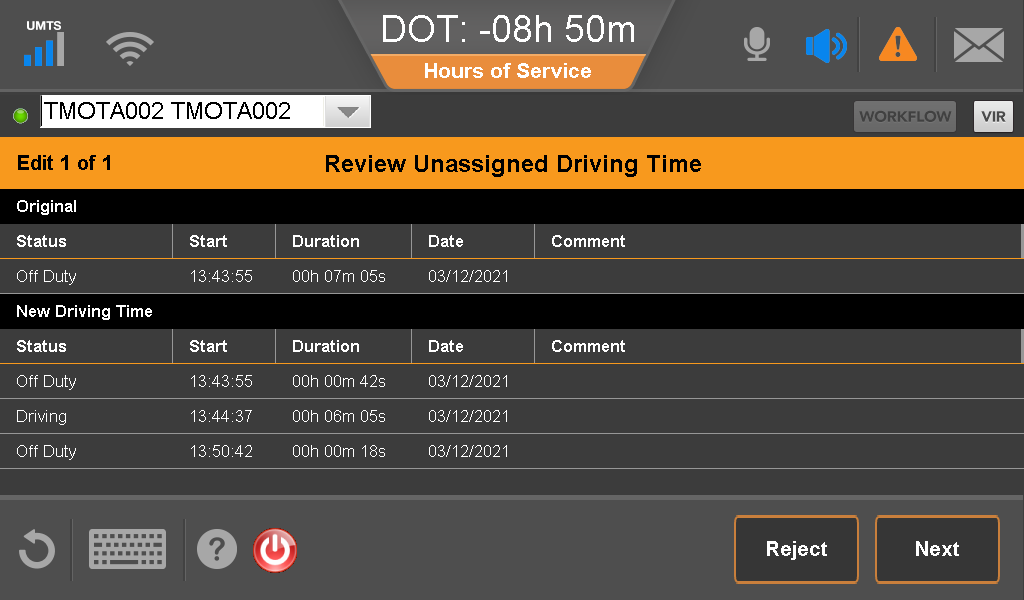 UMTS
DOT: -08h 50m
Hours of Service
TMOTA002 TMOTA002
WORKFLOW
VIR
Edit 1 of 1
Review Unassigned Driving Time
Original
Status Start Duration Date Comment
Off Duty 13:43:55 00h 07m 05s 03/12/2021
New Driving Time
Status Start Duration Date Comment
Off Duty 13:43:55 00h 00m 42s 03/12/2021
Driving 13:44:37 00h 06m 05s 03/12/2021
Off Duty 13:50:42 00h 00m 18s 03/12/2021
Reject
Next